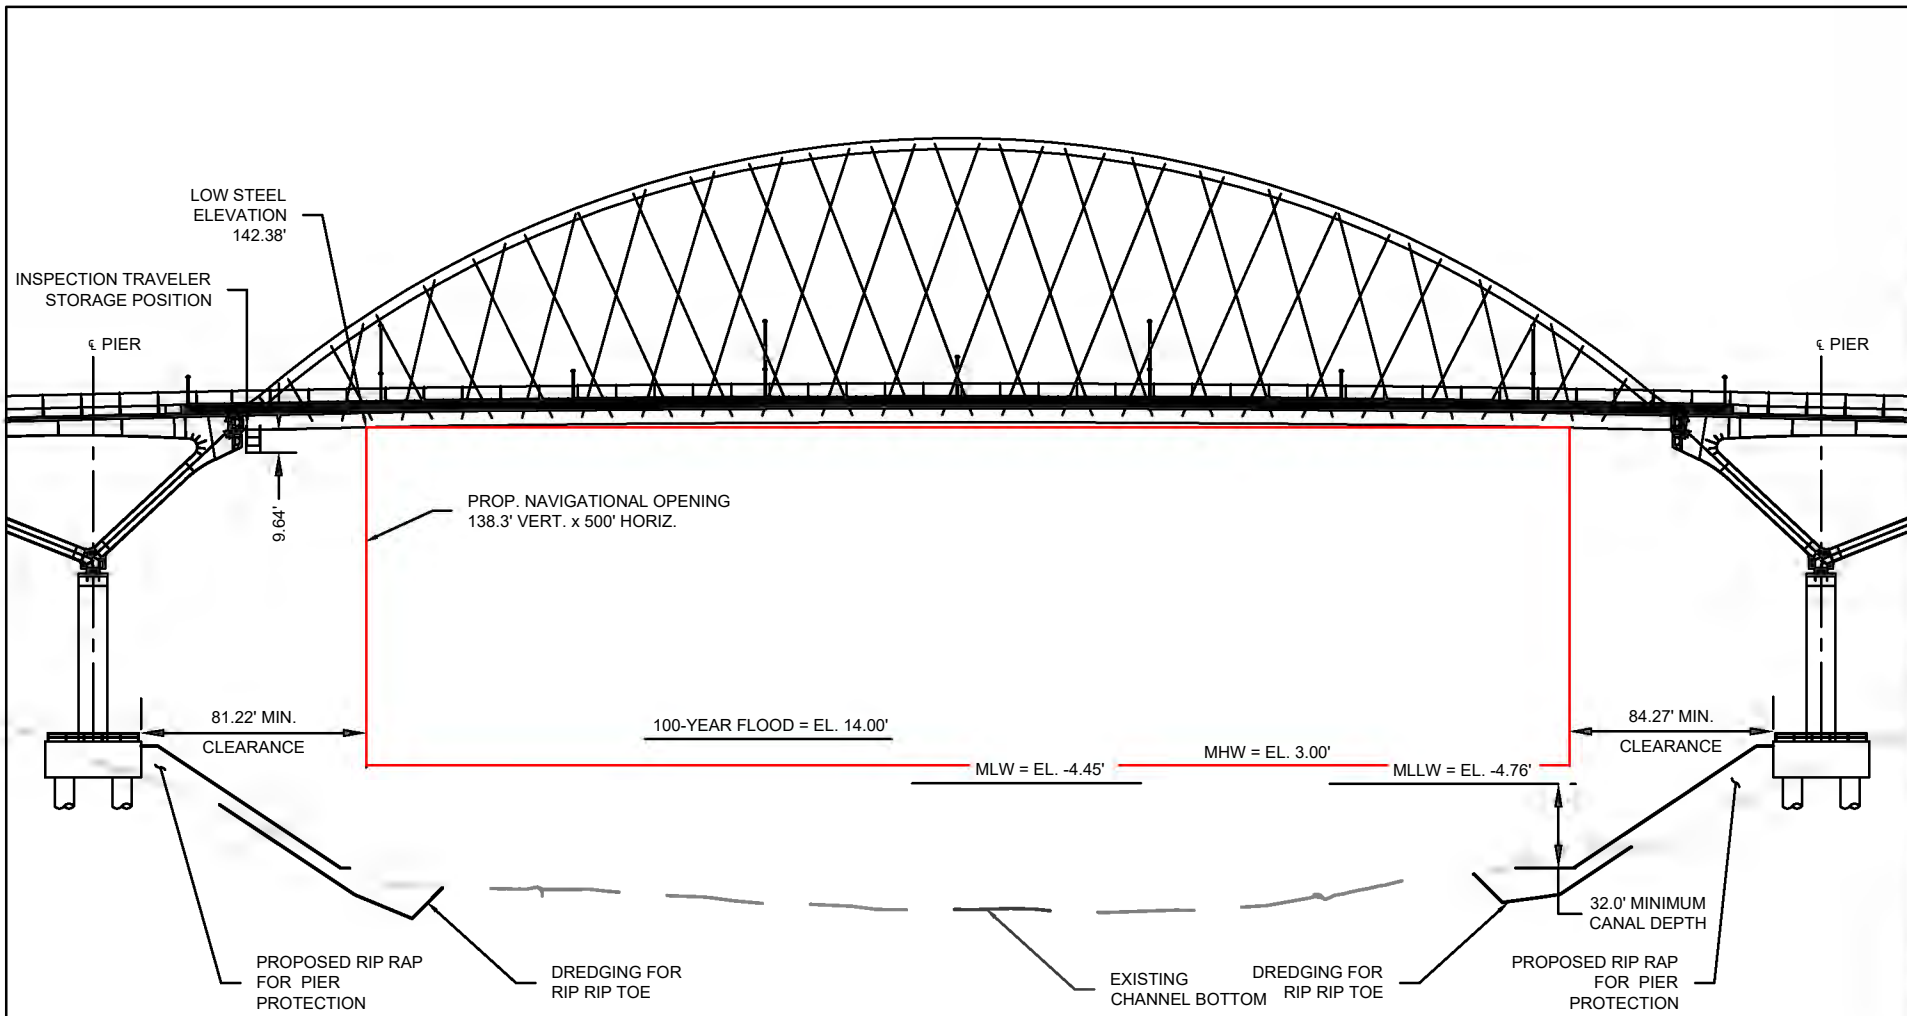 LOW STEEL
ELEVATION
142.38'
INSPECTION TRAVELER
STORAGE POSITION
℄ PIER
℄ PIER
9.64'
PROP. NAVIGATIONAL OPENING
138.3' VERT. x 500' HORIZ.
81.22' MIN.
CLEARANCE
100-YEAR FLOOD = EL. 14.00'
84.27' MIN.
CLEARANCE
MHW = EL. 3.00'
MLW = EL. -4.45'
MLLW = EL. -4.76'
32.0' MINIMUM
CANAL DEPTH
PROPOSED RIP RAP
FOR PIER
PROTECTION
DREDGING FOR
RIP RIP TOE
EXISTING
CHANNEL BOTTOM
DREDGING FOR
RIP RIP TOE
PROPOSED RIP RAP
FOR PIER
PROTECTION